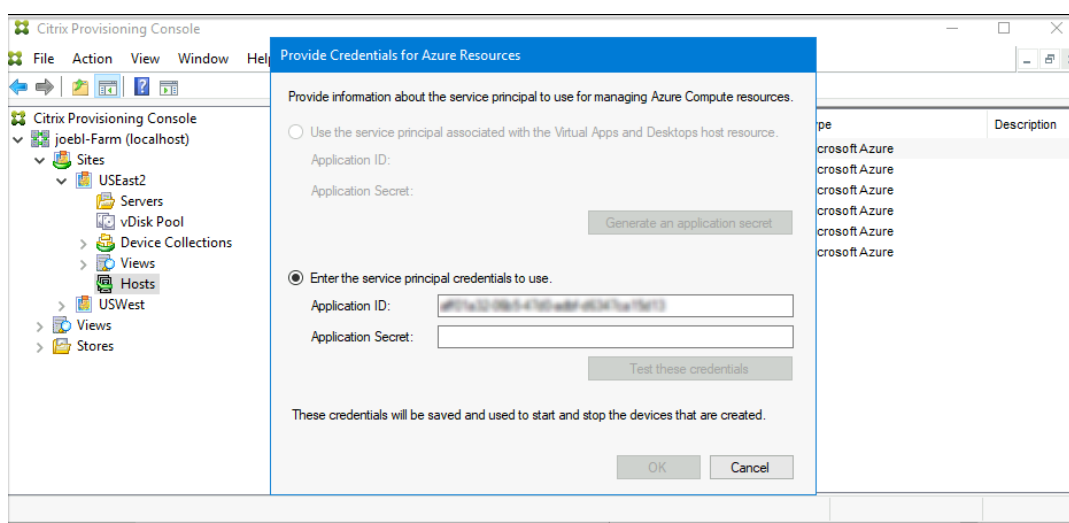 Citrix Provisioning Console
File Action View Window Hel
Citrix Provisioning Console
joebl-Farm (localhost)
Sites
USEast2
Servers
vDisk Pool
Device Collections
Views
Hosts
USWest
Views
Stores
Provide Credentials for Azure Resources
Provide information about the service principal to use for managing Azure Compute resources.
Use the service principal associated with the Virtual Apps and Desktops host resource.
Application ID:
Application Secret:
Generate an application secret
Enter the service principal credentials to use.
Application ID:
Application Secret:
Test these credentials
These credentials will be saved and used to start and stop the devices that are created.
OK Cancel
pe Description
crosoft Azure
crosoft Azure
crosoft Azure
crosoft Azure
crosoft Azure
crosoft Azure